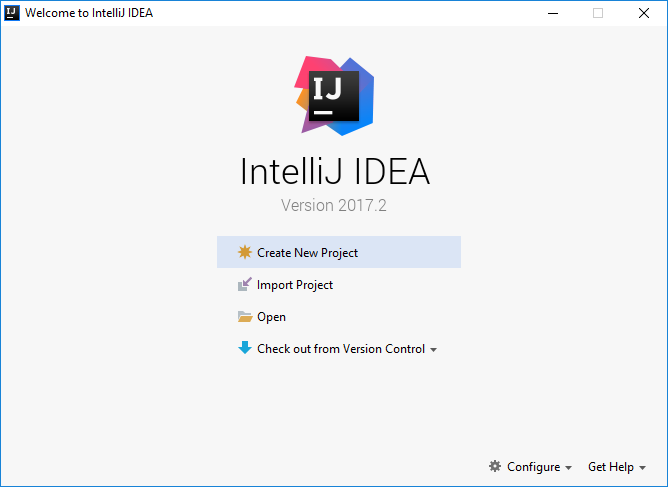 Welcome to IntelliJ IDEA
IJ
IntelliJ IDEA
Version 2017.2
Create New Project
Import Project
Open
Check out from Version Control
Configure
Get Help